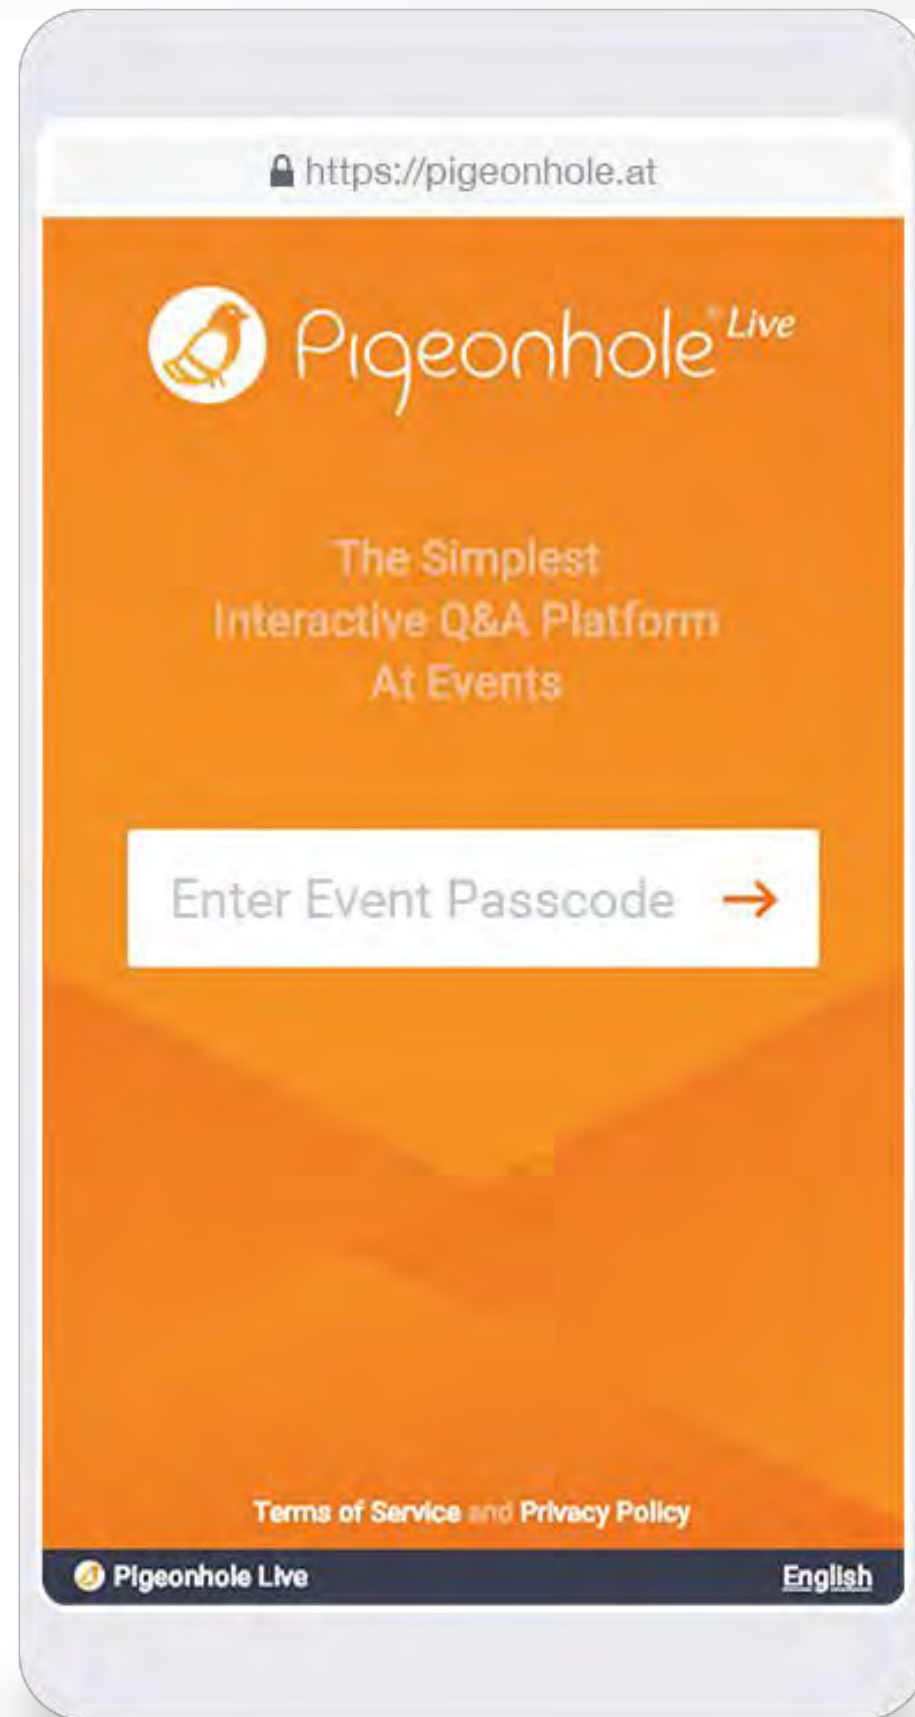 https://pigeonhole.at
Pigeonhole® Live
The Simplest
Interactive Q&A Platform
At Events
Enter Event Passcode →
Terms of Service and Privacy Policy
Pigeonhole Live English